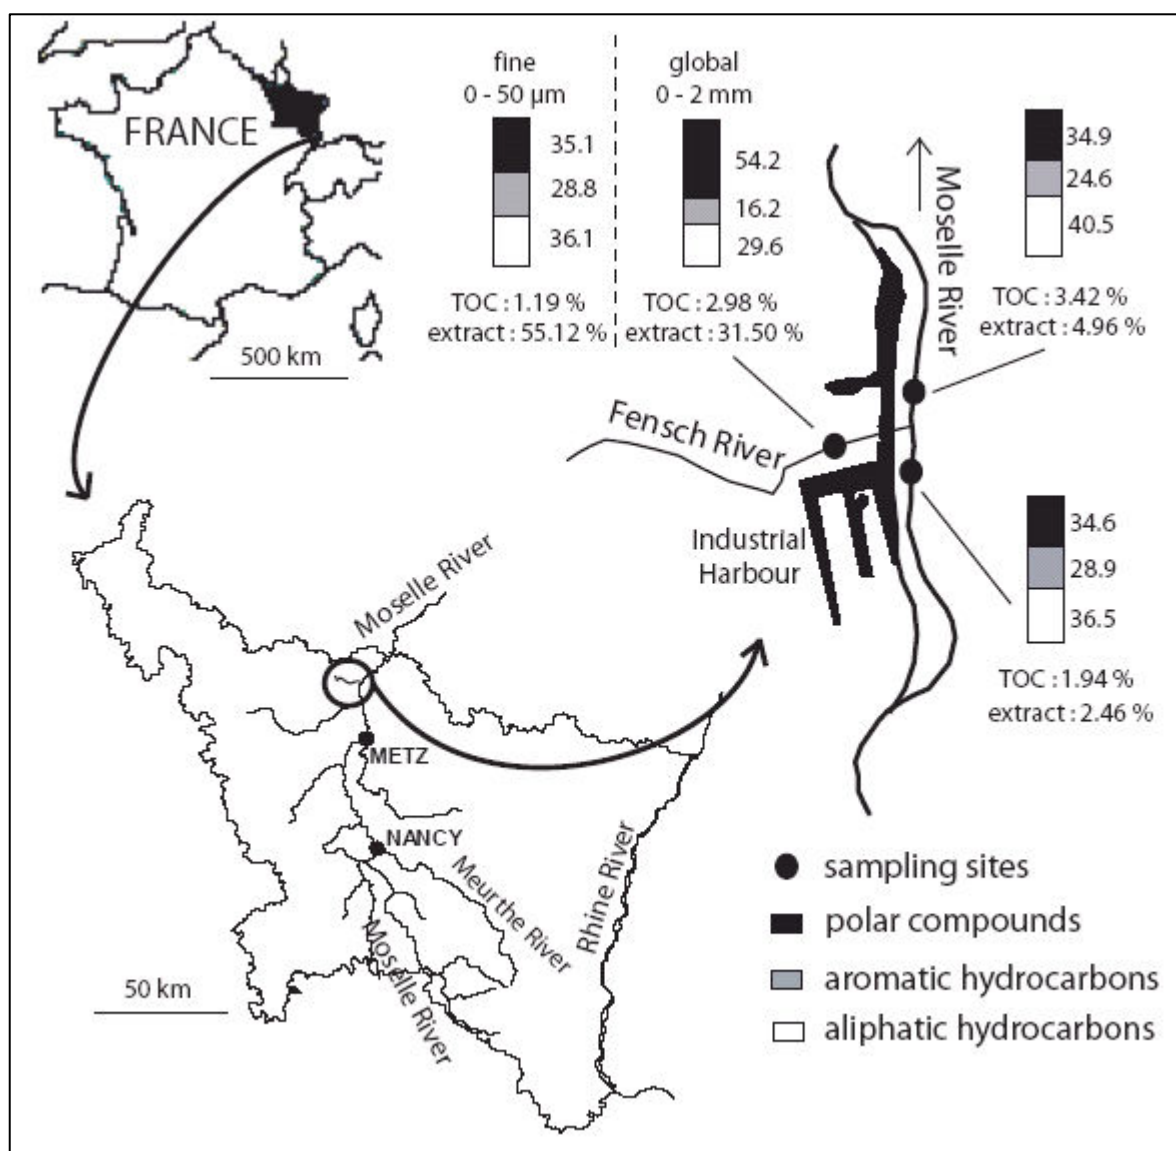 fine
0 - 50 µm
global
0 - 2 mm
FRANCE
35.1
28.8
36.1
54.2
16.2
29.6
34.9
24.6
40.5
TOC : 1.19 %
extract : 55.12 %
TOC : 2.98 %
extract : 31.50 %
TOC : 3.42 %
extract : 4.96 %
500 km
Moselle River
Fensch River
Industrial
Harbour
34.6
28.9
36.5
TOC : 1.94 %
extract : 2.46 %
Moselle River
METZ
NANCY
Meurthe River
Moselle River
Rhine River
50 km
sampling sites
polar compounds
aromatic hydrocarbons
aliphatic hydrocarbons